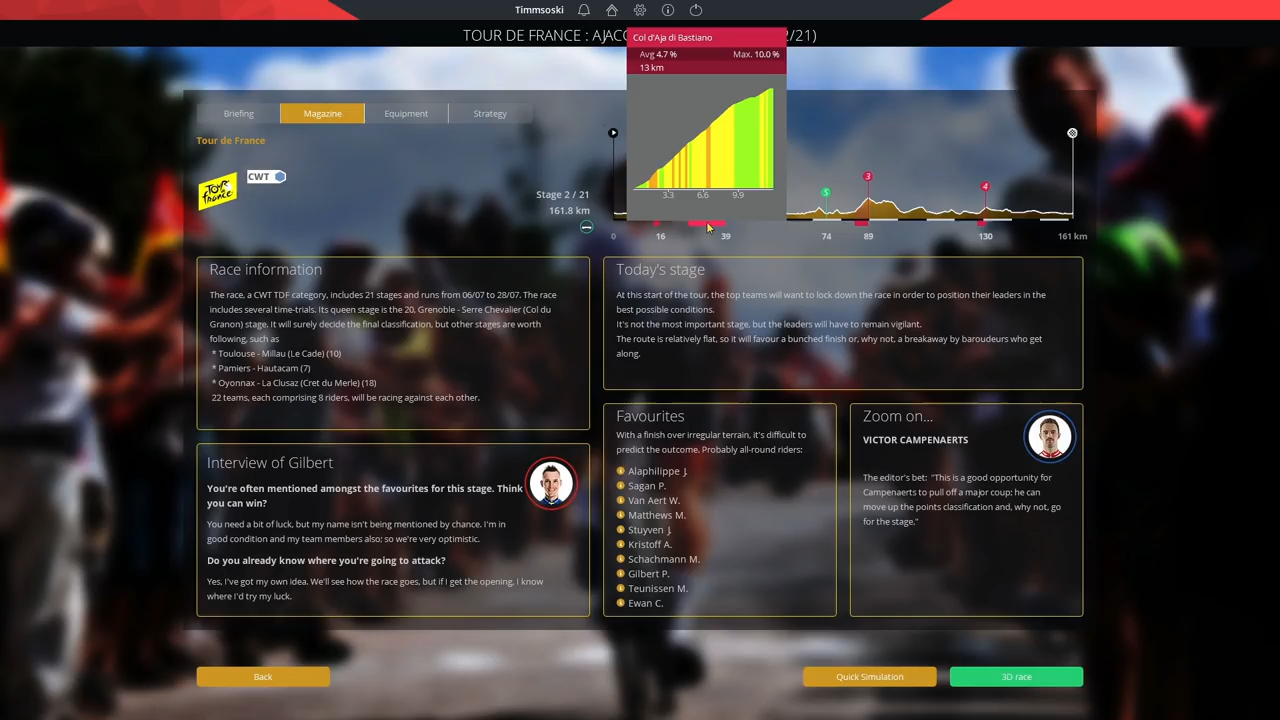 Timmsoski
TOUR DE FRANCE : AJAC
2/21)
Col d'Aja di Bastiano
Avg 4.7 %
Max. 10.0 %
13 km
3.3
6.6
9.9
Briefing
Magazine
Equipment
Strategy
Tour de France
TOUR
de
france
CWT
Stage 2 / 21
161.8 km
S
3
4
0
16
39
74
89
130
161 km
Race information
The race, a CWT TDF category, includes 21 stages and runs from 06/07 to 28/07. The race
includes several time-trials. Its queen stage is the 20, Grenoble - Serre Chevalier (Col du
Granon) stage. It will surely decide the final classification, but other stages are worth
following, such as
* Toulouse - Millau (Le Cade) (10)
* Pamiers - Hautacam (7)
* Oyonnax - La Clusaz (Cret du Merle) (18)
22 teams, each comprising 8 riders, will be racing against each other.
Today's stage
At this start of the tour, the top teams will want to lock down the race in order to position their leaders in the
best possible conditions.
It's not the most important stage, but the leaders will have to remain vigilant.
The route is relatively flat, so it will favour a bunched finish or, why not, a breakaway by baroudeurs who get
along.
Interview of Gilbert
You're often mentioned amongst the favourites for this stage. Think
you can win?
You need a bit of luck, but my name isn't being mentioned by chance. I'm in
good condition and my team members also; so we're very optimistic.
Do you already know where you're going to attack?
Yes, I've got my own idea. We'll see how the race goes, but if I get the opening, I know
where I'd try my luck.
Favourites
With a finish over irregular terrain, it's difficult to
predict the outcome. Probably all-round riders:
Alaphilippe J.
Sagan P.
Van Aert W.
Matthews M.
Stuyven J.
Kristoff A.
Schachmann M.
Gilbert P.
Teunissen M.
Ewan C.
Zoom on...
VICTOR CAMPENAERTS
The editor's bet: "This is a good opportunity for
Campenaerts to pull off a major coup; he can
move up the points classification and, why not, go
for the stage."
Back
Quick Simulation
3D race